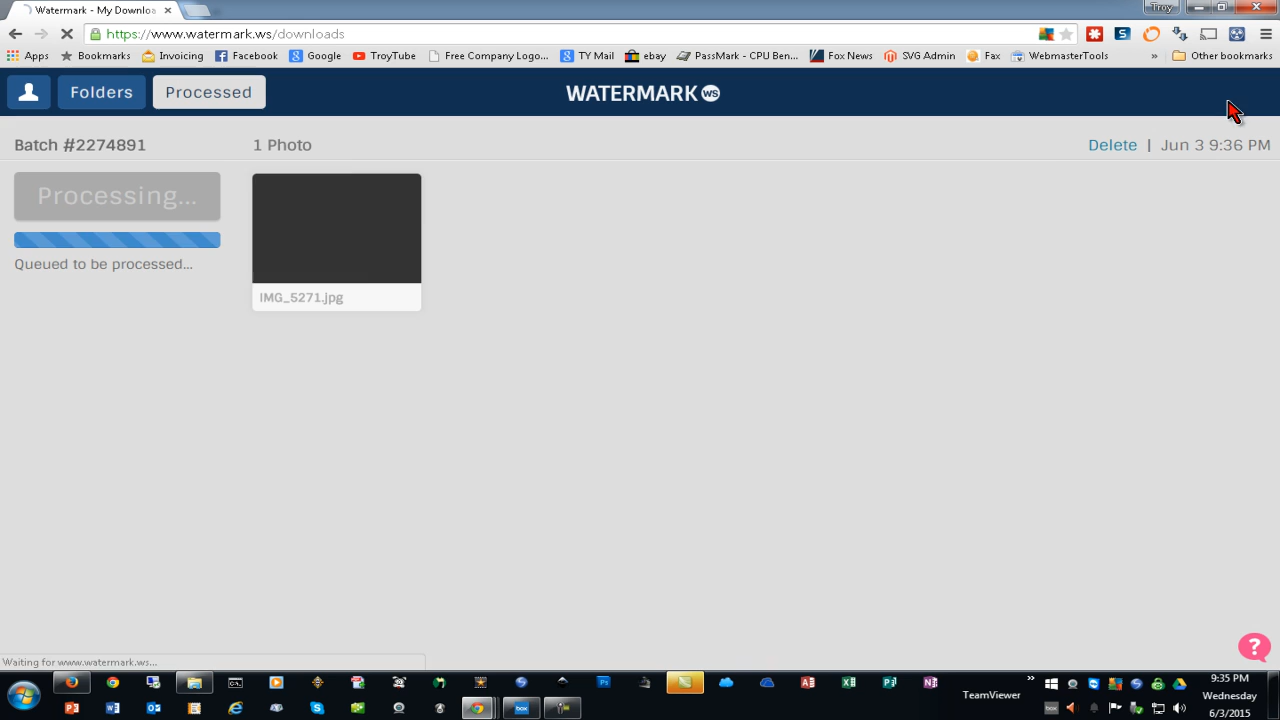 Watermark - My Downloa
Troy
https://www.watermark.ws/downloads
Apps
Bookmarks
Invoicing
Facebook
Google
TroyTube
Free Company Logo...
TY Mail
ebay
PassMark - CPU Ben...
Fox News
SVG Admin
Fax
WebmasterTools
»
Other bookmarks
Folders
Processed
WATERMARK WS
Batch #2274891
1 Photo
Delete | Jun 3 9:36 PM
Processing...
Queued to be processed...
IMG_5271.jpg
?
Waiting for www.watermark.ws...
TeamViewer
9:35 PM
Wednesday
6/3/2015